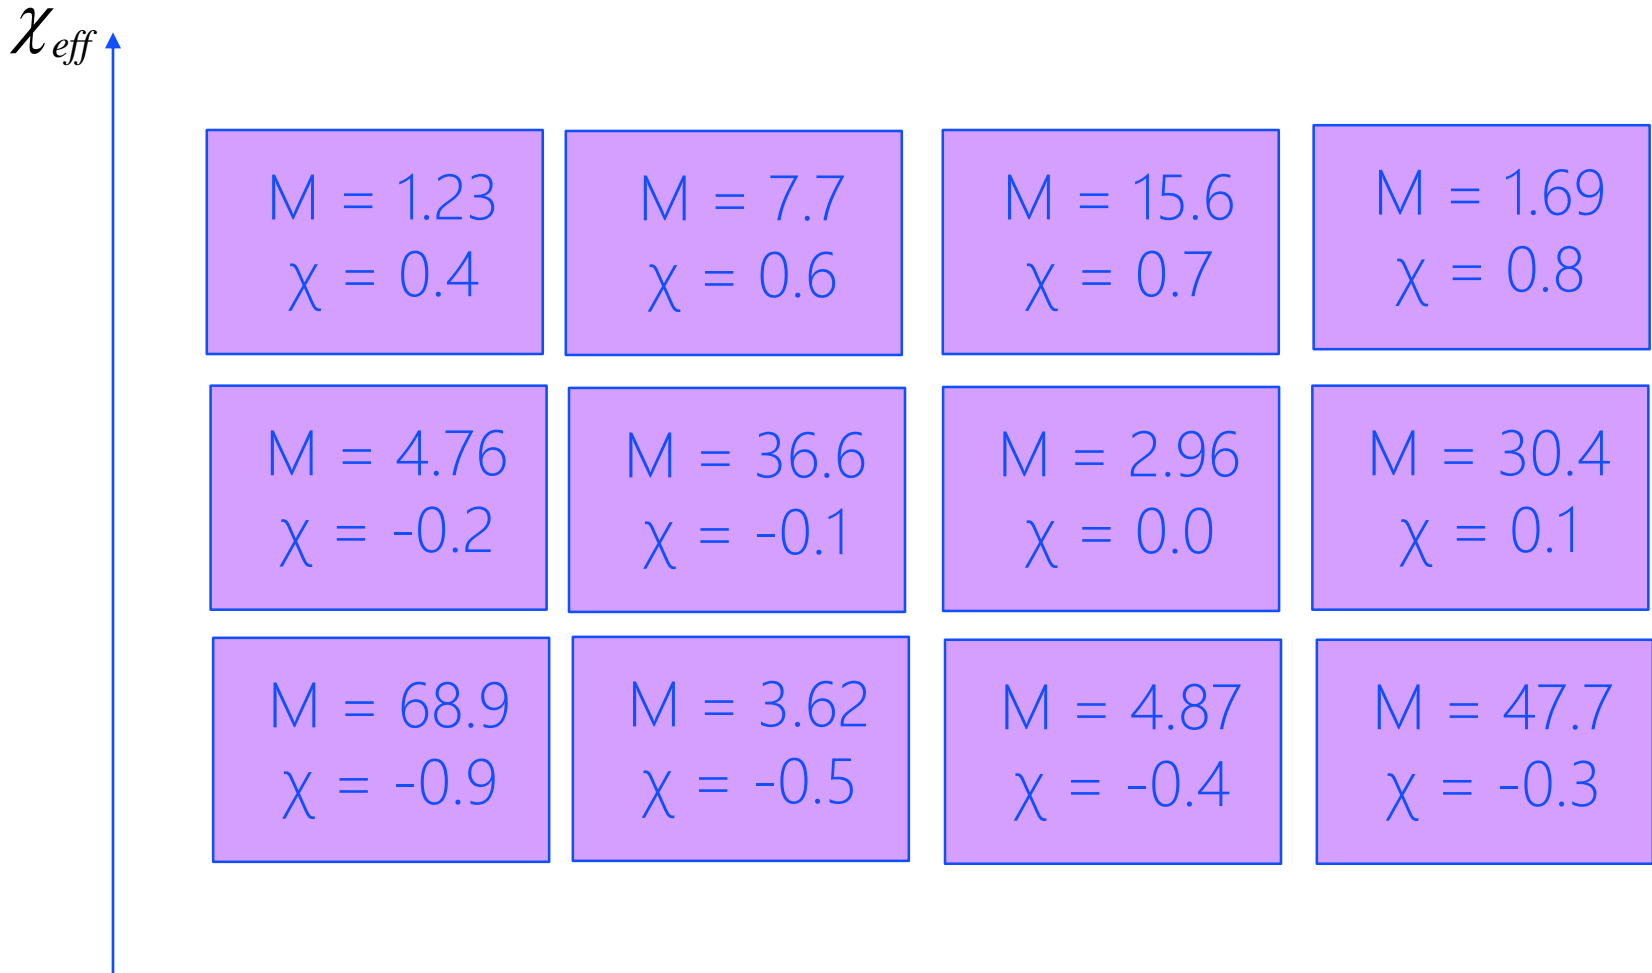 χ_eff
M = 1.23
χ = 0.4
M = 7.7
χ = 0.6
M = 15.6
χ = 0.7
M = 1.69
χ = 0.8
M = 4.76
χ = -0.2
M = 36.6
χ = -0.1
M = 2.96
χ = 0.0
M = 30.4
χ = 0.1
M = 68.9
χ = -0.9
M = 3.62
χ = -0.5
M = 4.87
χ = -0.4
M = 47.7
χ = -0.3